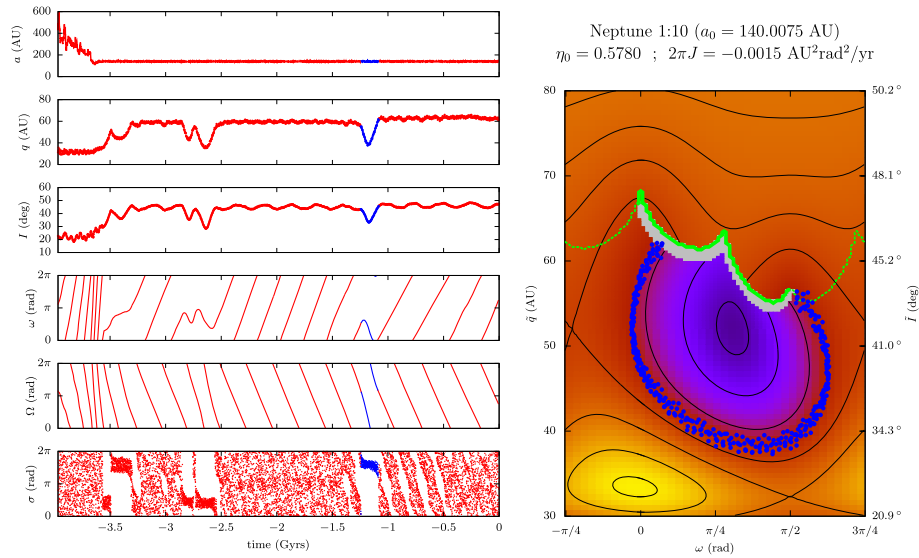 600
400
200
0
a (AU)
80
60
40
20
q (AU)
60
50
40
30
20
10
I (deg)
2π
π
0
ω (rad)
2π
π
0
Ω (rad)
2π
π
0
σ (rad)
−3.5
−3
−2.5
−2
−1.5
−1
−0.5
0
time (Gyrs)
Neptune 1:10 (a₀ = 140.0075 AU)
η₀ = 0.5780 ; 2πJ = −0.0015 AU²rad²/yr
80
70
60
50
40
30
q̃ (AU)
50.2°
48.1°
45.2°
41.0°
34.3°
20.9°
Ĩ (deg)
−π/4
0
π/4
π/2
3π/4
ω (rad)